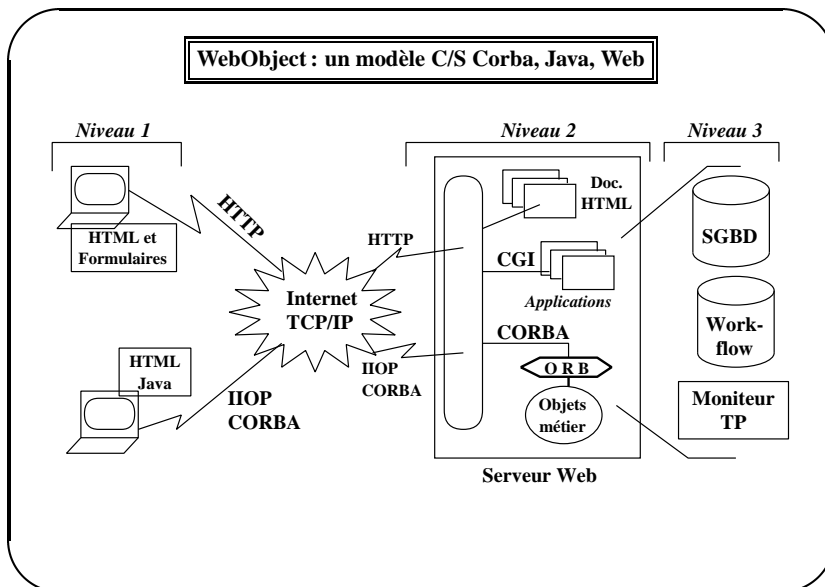 WebObject : un modèle C/S Corba, Java, Web
Niveau 1
Niveau 2
Niveau 3
HTML et
Formulaires
HTTP
HTML
Java
IIOP
CORBA
Internet
TCP/IP
HTTP
IIOP
CORBA
Doc.
HTML
CGI
Applications
CORBA
O R B
Objets
métier
Serveur Web
SGBD
Work-
flow
Moniteur
TP